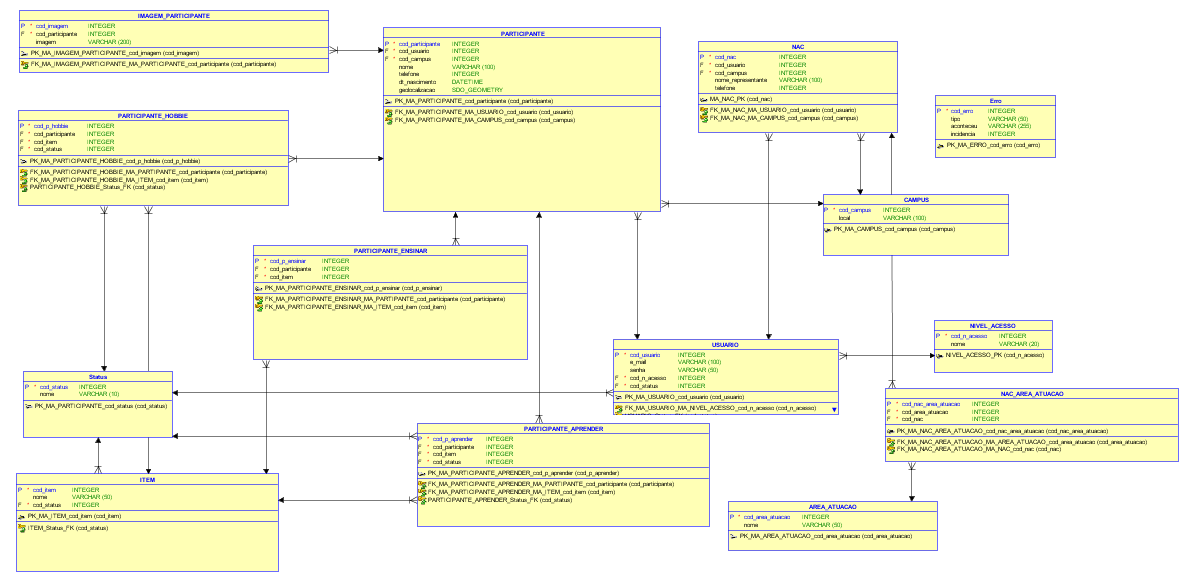 IMAGEM_PARTICIPANTE
P * cod_imagem INTEGER
F * cod_participante INTEGER
imagem VARCHAR (200)
PK_MA_IMAGEM_PARTICIPANTE_cod_imagem (cod_imagem)
FK_MA_IMAGEM_PARTICIPANTE_MA_PARTICIPANTE_cod_participante (cod_participante)
PARTICIPANTE
P * cod_participante INTEGER
F * cod_usuario INTEGER
F * cod_campus INTEGER
nome VARCHAR (100)
telefone INTEGER
dt_nascimento DATETIME
geolocalizacao SDO_GEOMETRY
PK_MA_PARTICIPANTE_cod_participante (cod_participante)
FK_MA_PARTICIPANTE_MA_USUARIO_cod_usuario (cod_usuario)
FK_MA_PARTICIPANTE_MA_CAMPUS_cod_campus (cod_campus)
NAC
P * cod_nac INTEGER
F * cod_usuario INTEGER
F * cod_campus INTEGER
nome_representante VARCHAR (100)
telefone INTEGER
MA_NAC_PK (cod_nac)
FK_MA_NAC_MA_USUARIO_cod_usuario (cod_usuario)
FK_MA_NAC_MA_CAMPUS_cod_campus (cod_campus)
Erro
P * cod_erro INTEGER
tipo VARCHAR (50)
aconteceu VARCHAR (255)
incidencia INTEGER
PK_MA_ERRO_cod_erro (cod_erro)
PARTICIPANTE_HOBBIE
P * cod_p_hobbie INTEGER
F * cod_participante INTEGER
F * cod_item INTEGER
F * cod_status INTEGER
PK_MA_PARTICIPANTE_HOBBIE_cod_p_hobbie (cod_p_hobbie)
FK_MA_PARTICIPANTE_HOBBIE_MA_PARTICIPANTE_cod_participante (cod_participante)
FK_MA_PARTICIPANTE_HOBBIE_MA_ITEM_cod_item (cod_item)
PARTICIPANTE_HOBBIE_Status_FK (cod_status)
CAMPUS
P * cod_campus INTEGER
local VARCHAR (100)
PK_MA_CAMPUS_cod_campus (cod_campus)
PARTICIPANTE_ENSINAR
P * cod_p_ensinar INTEGER
F * cod_participante INTEGER
F * cod_item INTEGER
PK_MA_PARTICIPANTE_ENSINAR_cod_p_ensinar (cod_p_ensinar)
FK_MA_PARTICIPANTE_ENSINAR_MA_PARTICIPANTE_cod_participante (cod_participante)
FK_MA_PARTICIPANTE_ENSINAR_MA_ITEM_cod_item (cod_item)
NIVEL_ACESSO
P * cod_n_acesso INTEGER
nome VARCHAR (20)
NIVEL_ACESSO_PK (cod_n_acesso)
USUARIO
P * cod_usuario INTEGER
e_mail VARCHAR (100)
senha VARCHAR (50)
F * cod_n_acesso INTEGER
F * cod_status INTEGER
PK_MA_USUARIO_cod_usuario (cod_usuario)
FK_MA_USUARIO_MA_NIVEL_ACESSO_cod_n_acesso (cod_n_acesso)
Status
P * cod_status INTEGER
nome VARCHAR (10)
PK_MA_PARTICIPANTE_cod_status (cod_status)
NAC_AREA_ATUACAO
P * cod_nac_area_atuacao INTEGER
F * cod_area_atuacao INTEGER
F * cod_nac INTEGER
PK_MA_NAC_AREA_ATUACAO_cod_nac_area_atuacao (cod_nac_area_atuacao)
FK_MA_NAC_AREA_ATUACAO_MA_AREA_ATUACAO_cod_area_atuacao (cod_area_atuacao)
FK_MA_NAC_AREA_ATUACAO_MA_NAC_cod_nac (cod_nac)
PARTICIPANTE_APRENDER
P * cod_p_aprender INTEGER
F * cod_participante INTEGER
F * cod_item INTEGER
F * cod_status INTEGER
PK_MA_PARTICIPANTE_APRENDER_cod_p_aprender (cod_p_aprender)
FK_MA_PARTICIPANTE_APRENDER_MA_PARTICIPANTE_cod_participante (cod_participante)
FK_MA_PARTICIPANTE_APRENDER_MA_ITEM_cod_item (cod_item)
PARTICIPANTE_APRENDER_Status_FK (cod_status)
ITEM
P * cod_item INTEGER
nome VARCHAR (50)
F * cod_status INTEGER
PK_MA_ITEM_cod_item (cod_item)
ITEM_Status_FK (cod_status)
AREA_ATUACAO
P * cod_area_atuacao INTEGER
nome VARCHAR (50)
PK_MA_AREA_ATUACAO_cod_area_atuacao (cod_area_atuacao)